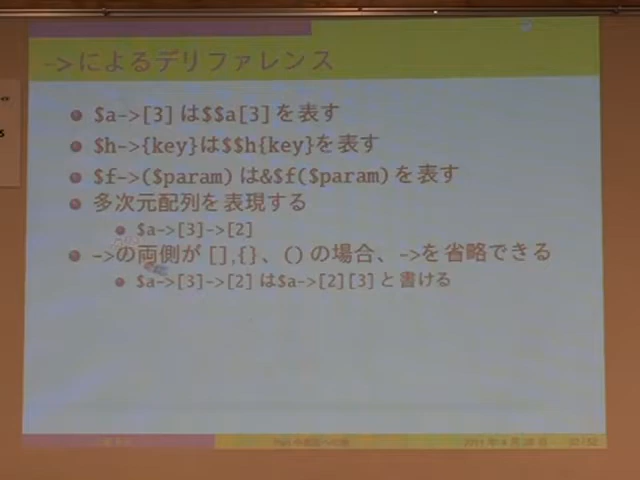 ->によるデリファレンス
$a->[3]は$$a[3]を表す
$h->{key}は$$h{key}を表す
$f->($param)は&$f($param)を表す
多次元配列を表現する
$a->[3]->[2]
->の両側が[],{}、()の場合、->を省略できる
$a->[3]->[2]は$a->[2][3]と書ける